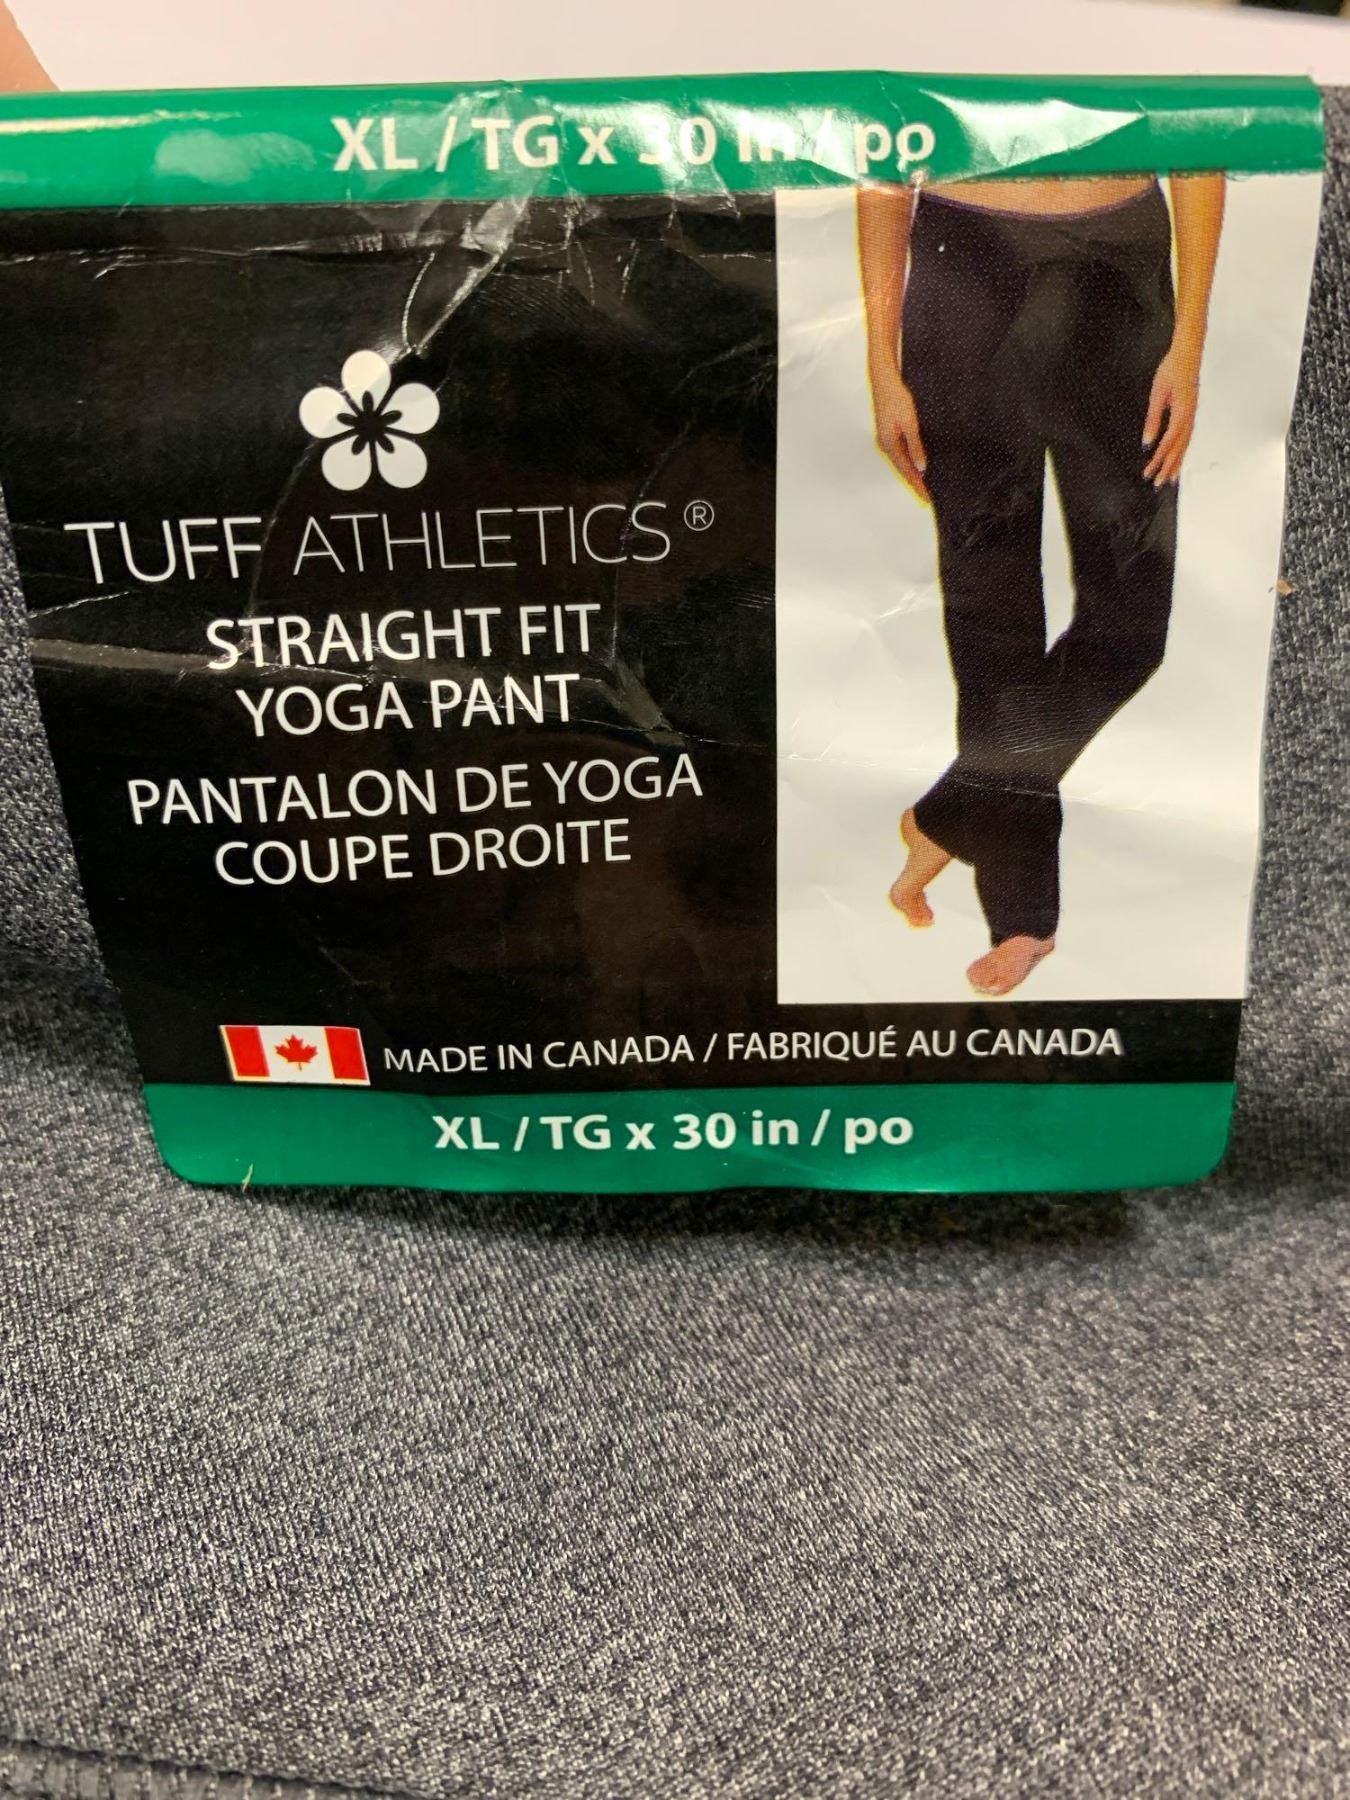 XL / TG x 30 in / po
TUFF ATHLETICS®
STRAIGHT FIT
YOGA PANT
PANTALON DE YOGA
COUPE DROITE
MADE IN CANADA / FABRIQUÉ AU CANADA
XL / TG x 30 in / po